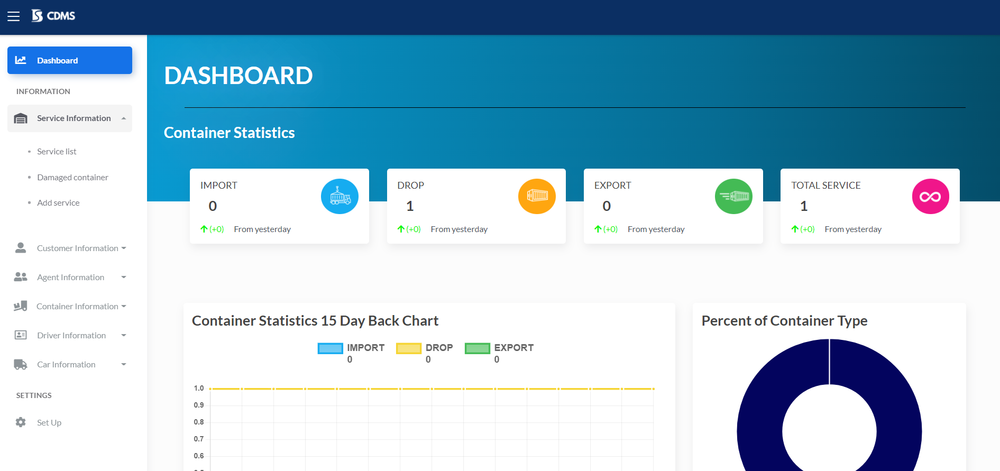 CDMS
Dashboard
INFORMATION
Service Information
Service list
Damaged container
Add service
Customer Information
Agent Information
Container Information
Driver Information
Car Information
SETTINGS
Set Up
DASHBOARD
Container Statistics
IMPORT
0
(+0) From yesterday
DROP
1
(+0) From yesterday
EXPORT
0
(+0) From yesterday
TOTAL SERVICE
1
(+0) From yesterday
Container Statistics 15 Day Back Chart
IMPORT DROP EXPORT
0 0 0
1.0
0.9
0.8
0.7
0.6
Percent of Container Type